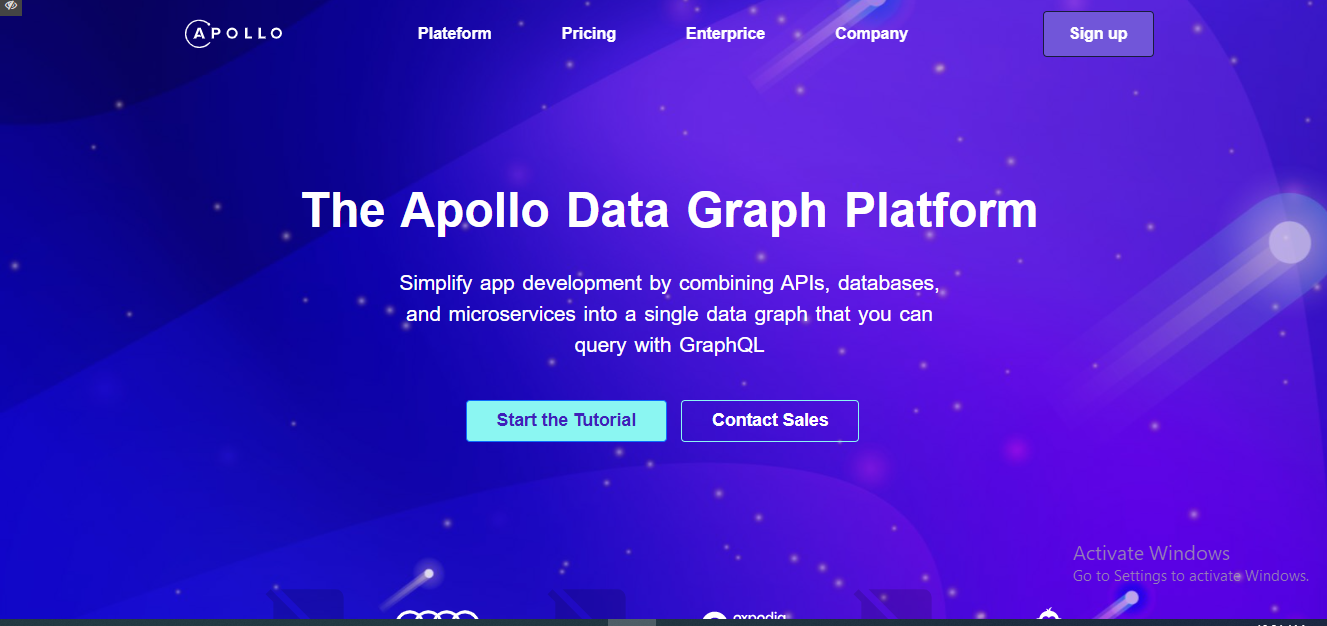 APOLLO Plateform Pricing Enterprice Company Sign up
The Apollo Data Graph Platform
Simplify app development by combining APIs, databases,
and microservices into a single data graph that you can
query with GraphQL
Start the Tutorial Contact Sales
Activate Windows
Go to Settings to activate Windows.
expedia